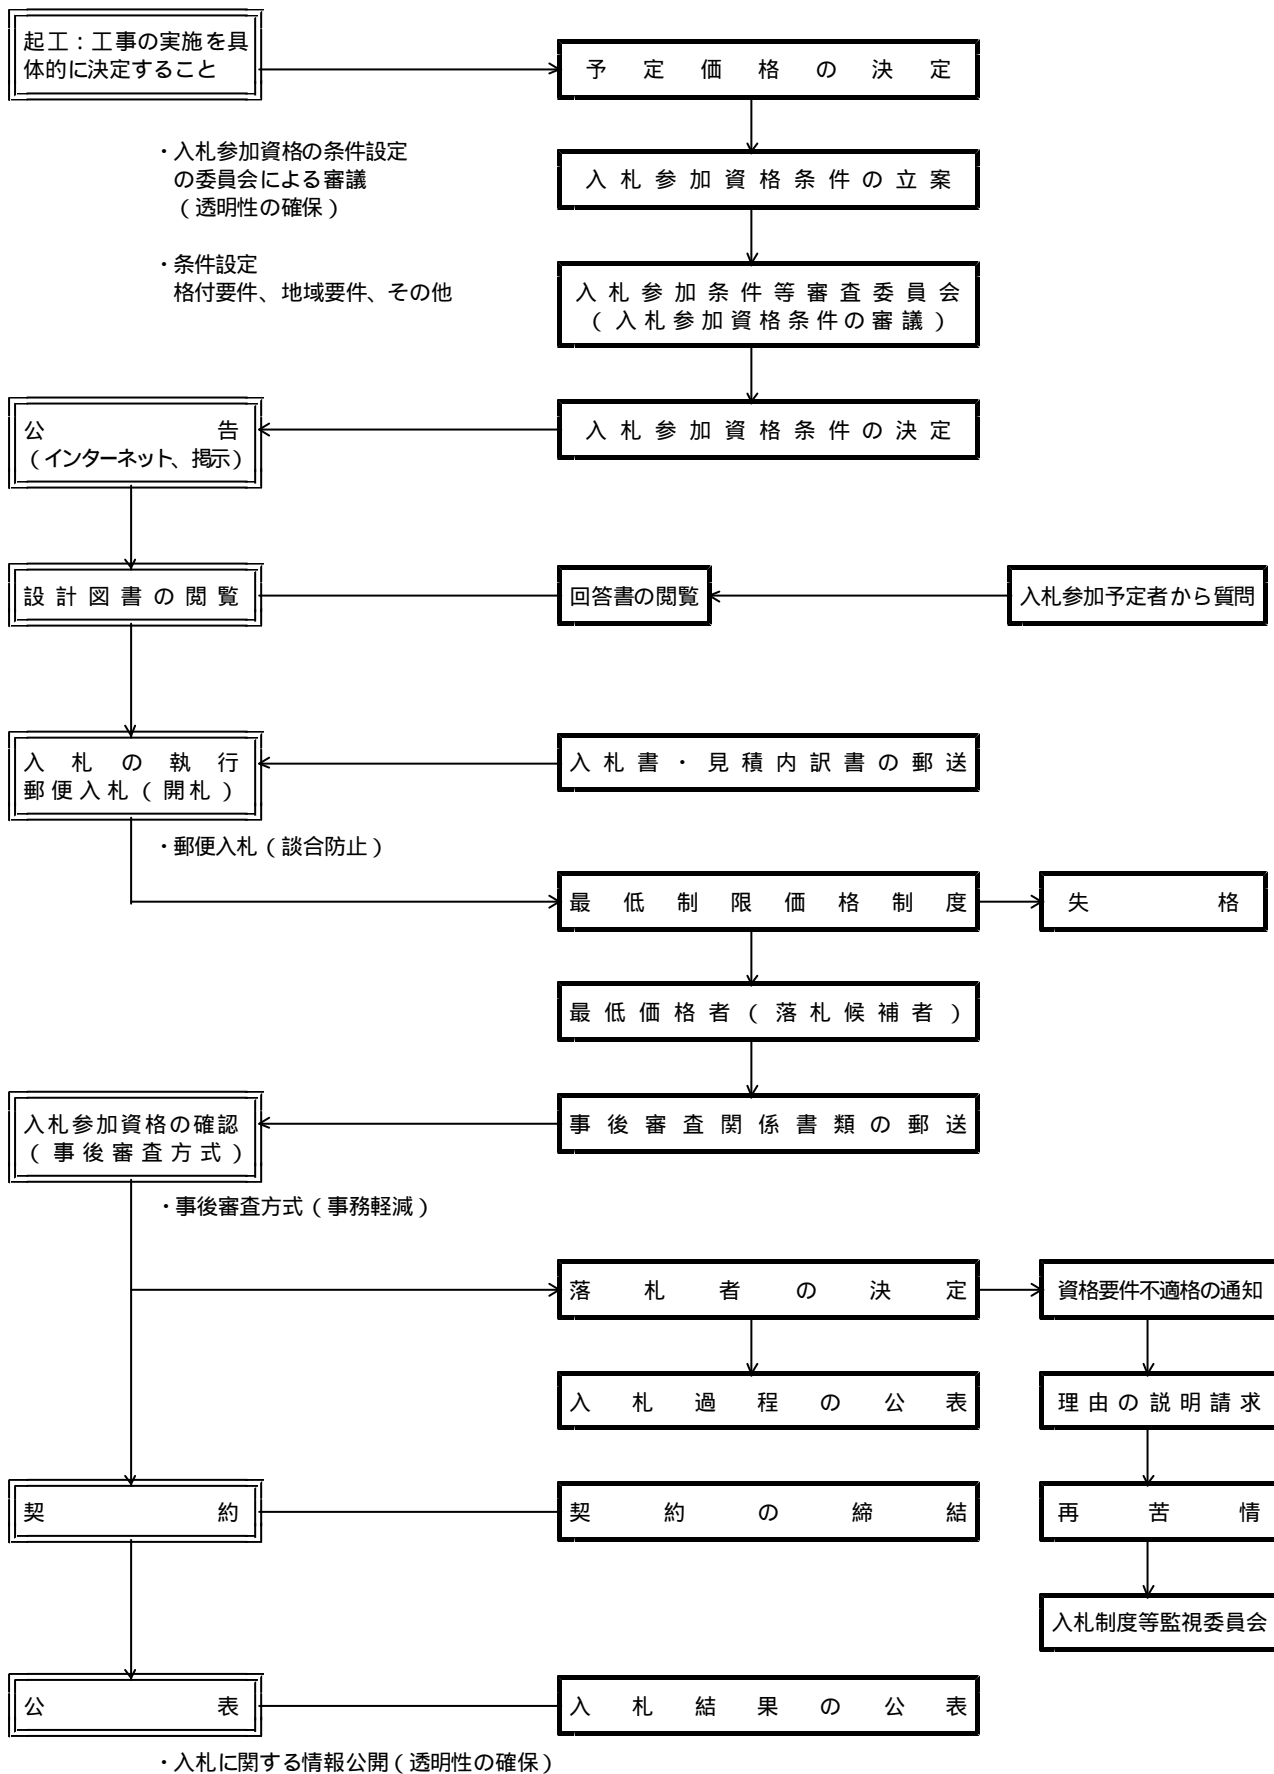 起工：工事の実施を具
体的に決定すること
予定価格の決定
・入札参加資格の条件設定
の委員会による審議
（透明性の確保）
入札参加資格条件の立案
・条件設定
格付要件、地域要件、その他
入札参加条件等審査委員会
（入札参加資格条件の審議）
公告
（インターネット、掲示）
入札参加資格条件の決定
設計図書の閲覧
回答書の閲覧
入札参加予定者から質問
入札の執行
郵便入札（開札）
入札書・見積内訳書の郵送
・郵便入札（談合防止）
最低制限価格制度
失格
最低価格者（落札候補者）
入札参加資格の確認
（事後審査方式）
事後審査関係書類の郵送
・事後審査方式（事務軽減）
落札者の決定
資格要件不適格の通知
入札過程の公表
理由の説明請求
契約
契約の締結
再苦情
入札制度等監視委員会
公表
入札結果の公表
・入札に関する情報公開（透明性の確保）